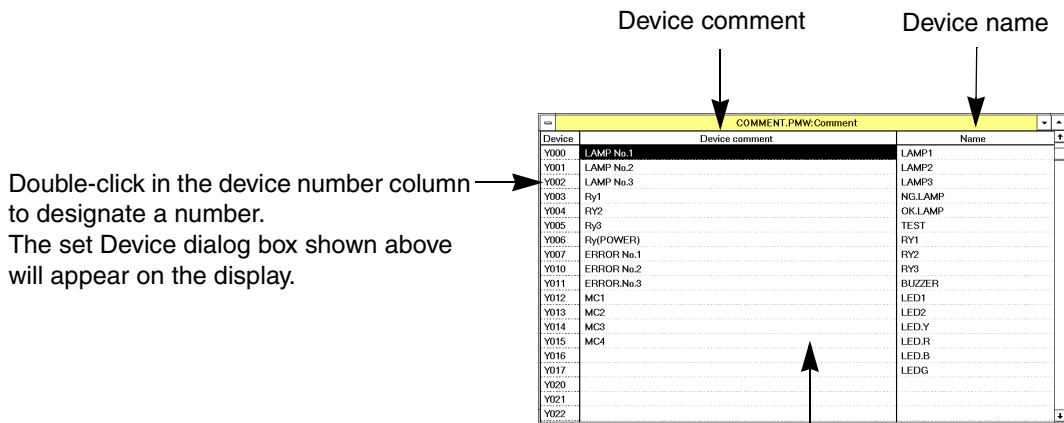 Device comment
Device name
COMMENT.PMW:Comment
Device Device comment Name
Y000 LAMP No.1 LAMP1
Y001 LAMP No.2 LAMP2
Y002 LAMP No.3 LAMP3
Y003 Ry1 NG.LAMP
Y004 RY2 OK.LAMP
Y005 Ry3 TEST
Y006 Ry(POWER) RY1
Y007 ERROR No.1 RY2
Y010 ERROR No.2 RY3
Y011 ERROR.No.3 BUZZER
Y012 MC1 LED1
Y013 MC2 LED2
Y014 MC3 LED.Y
Y015 MC4 LED.R
Y016 LED.B
Y017 LEDG
Y020
Y021
Y022
Double-click in the device number column
to designate a number.
The set Device dialog box shown above
will appear on the display.